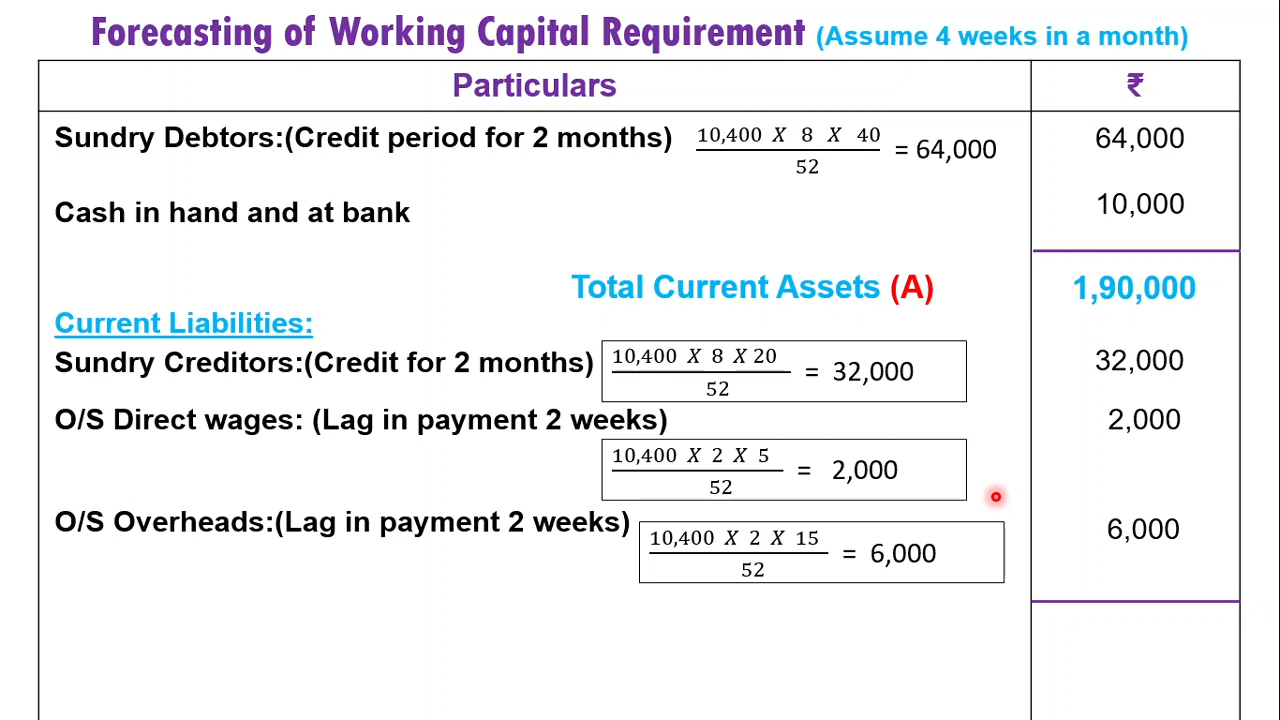 Forecasting of Working Capital Requirement (Assume 4 weeks in a month)
Particulars ₹
Sundry Debtors:(Credit period for 2 months) 10,400 X 8 X 40 / 52 = 64,000 64,000
Cash in hand and at bank 10,000
Total Current Assets (A) 1,90,000
Current Liabilities:
Sundry Creditors:(Credit for 2 months) 10,400 X 8 X 20 / 52 = 32,000 32,000
O/S Direct wages: (Lag in payment 2 weeks) 2,000
10,400 X 2 X 5 / 52 = 2,000
O/S Overheads:(Lag in payment 2 weeks) 10,400 X 2 X 15 / 52 = 6,000 6,000